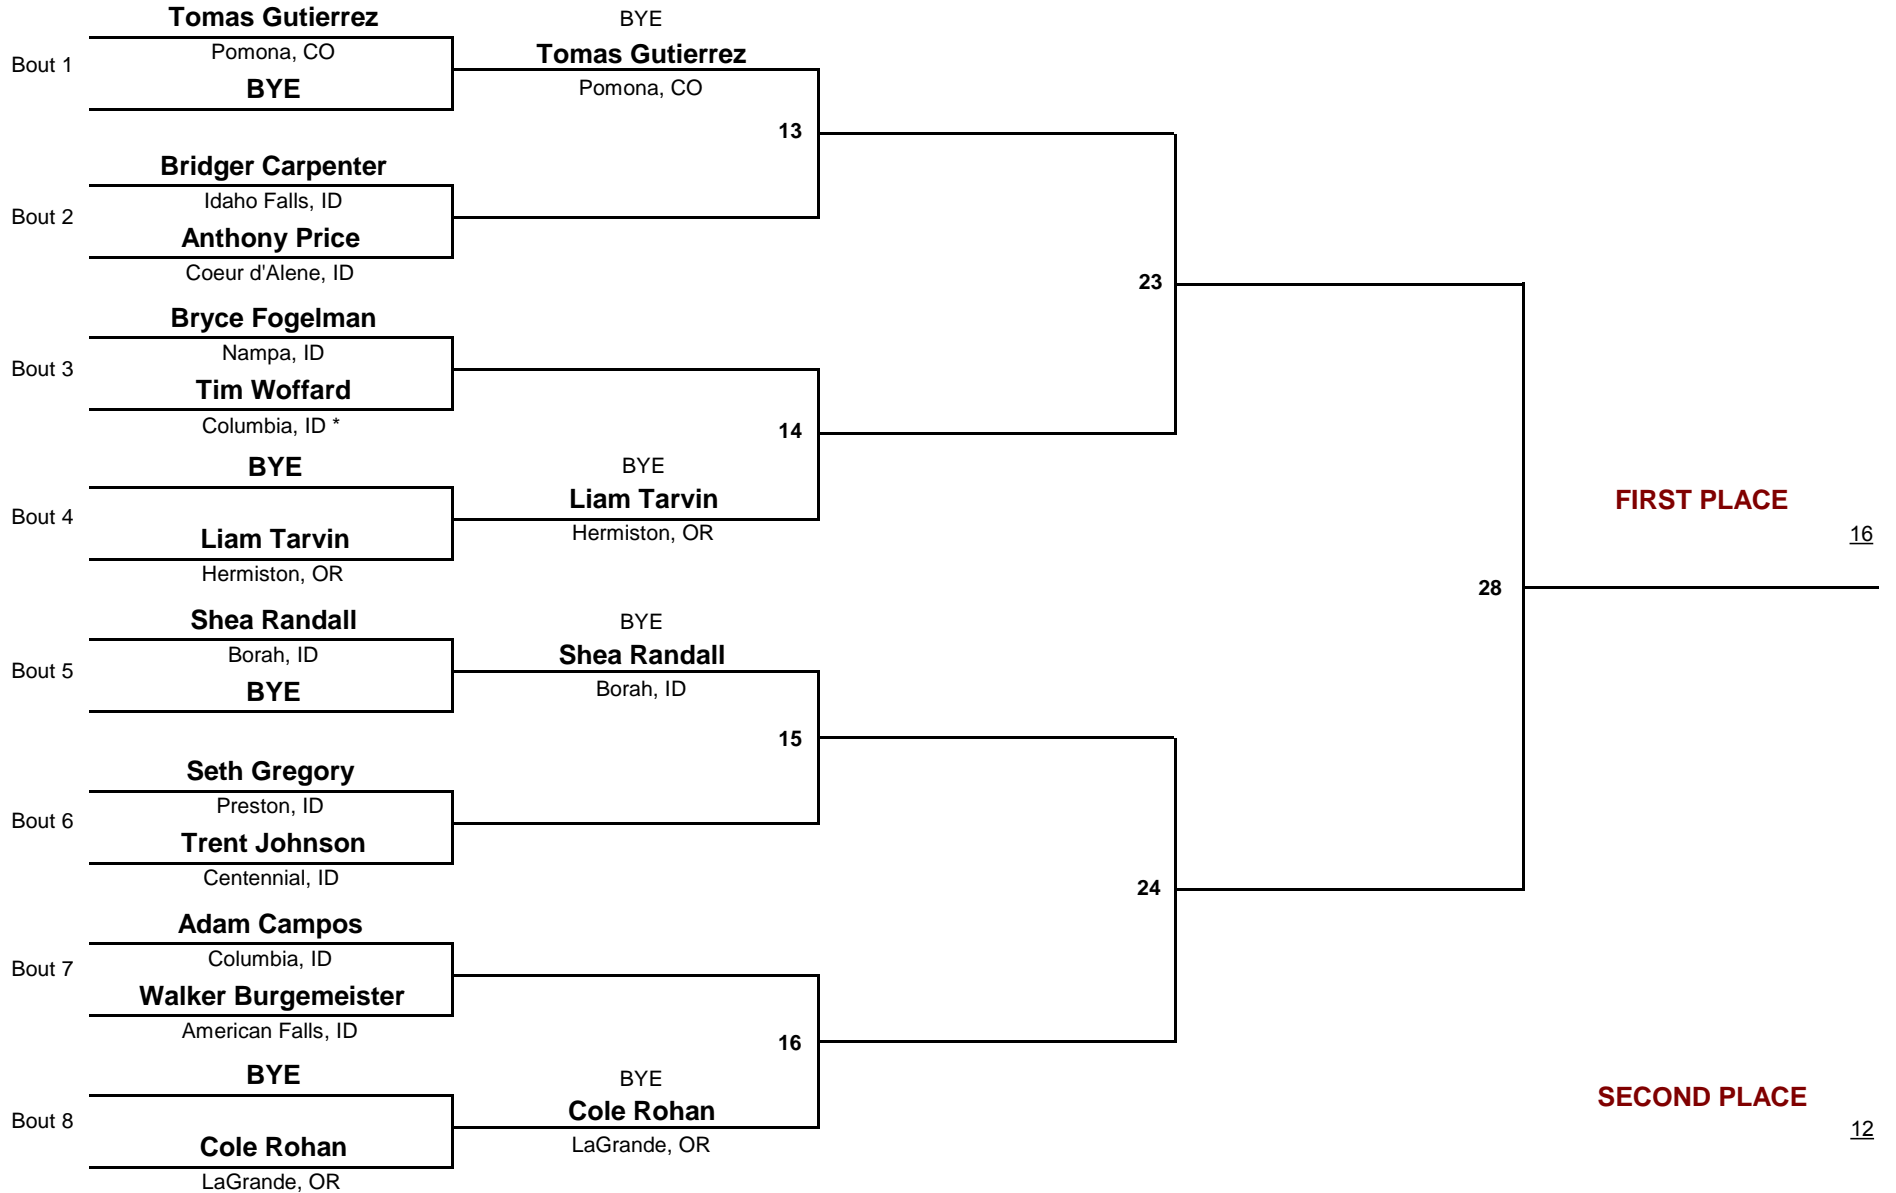 Tomas Gutierrez
BYE
Bout 1
Pomona, CO
Tomas Gutierrez
BYE
Pomona, CO
13
Bridger Carpenter
Idaho Falls, ID
Bout 2
Anthony Price
Coeur d'Alene, ID
23
Bryce Fogelman
Nampa, ID
Bout 3
Tim Woffard
Columbia, ID *
14
BYE
BYE
Liam Tarvin
FIRST PLACE
Bout 4
Liam Tarvin
Hermiston, OR
16
Hermiston, OR
28
Shea Randall
BYE
Borah, ID
Shea Randall
Bout 5
BYE
Borah, ID
15
Seth Gregory
Preston, ID
Bout 6
Trent Johnson
Centennial, ID
24
Adam Campos
Columbia, ID
Bout 7
Walker Burgemeister
American Falls, ID
16
BYE
BYE
Cole Rohan
SECOND PLACE
Bout 8
Cole Rohan
LaGrande, OR
12
LaGrande, OR